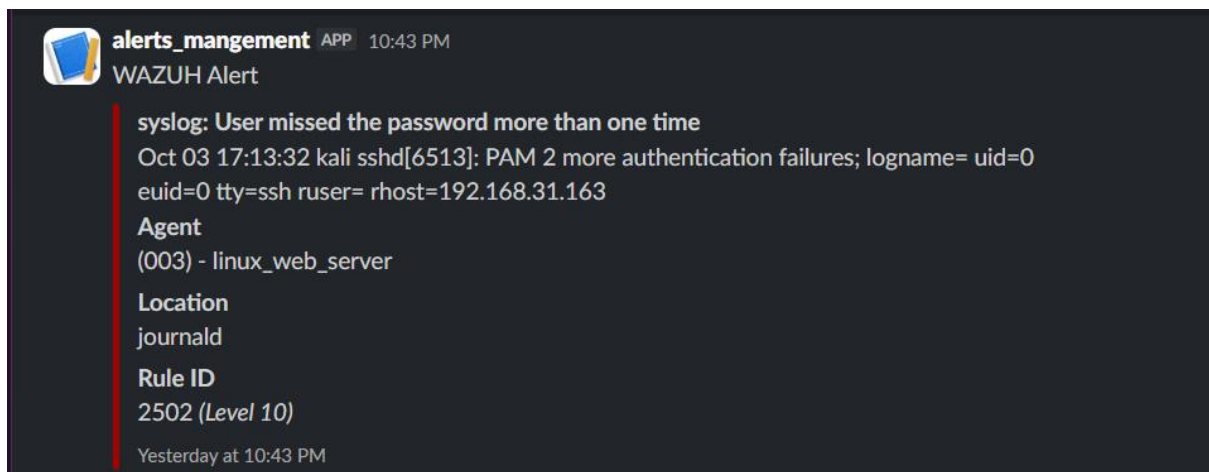 alerts_mangement APP 10:43 PM
WAZUH Alert
syslog: User missed the password more than one time
Oct 03 17:13:32 kali sshd[6513]: PAM 2 more authentication failures; logname= uid=0
euid=0 tty=ssh ruser= rhost=192.168.31.163
Agent
(003) - linux_web_server
Location
journald
Rule ID
2502 (Level 10)
Yesterday at 10:43 PM